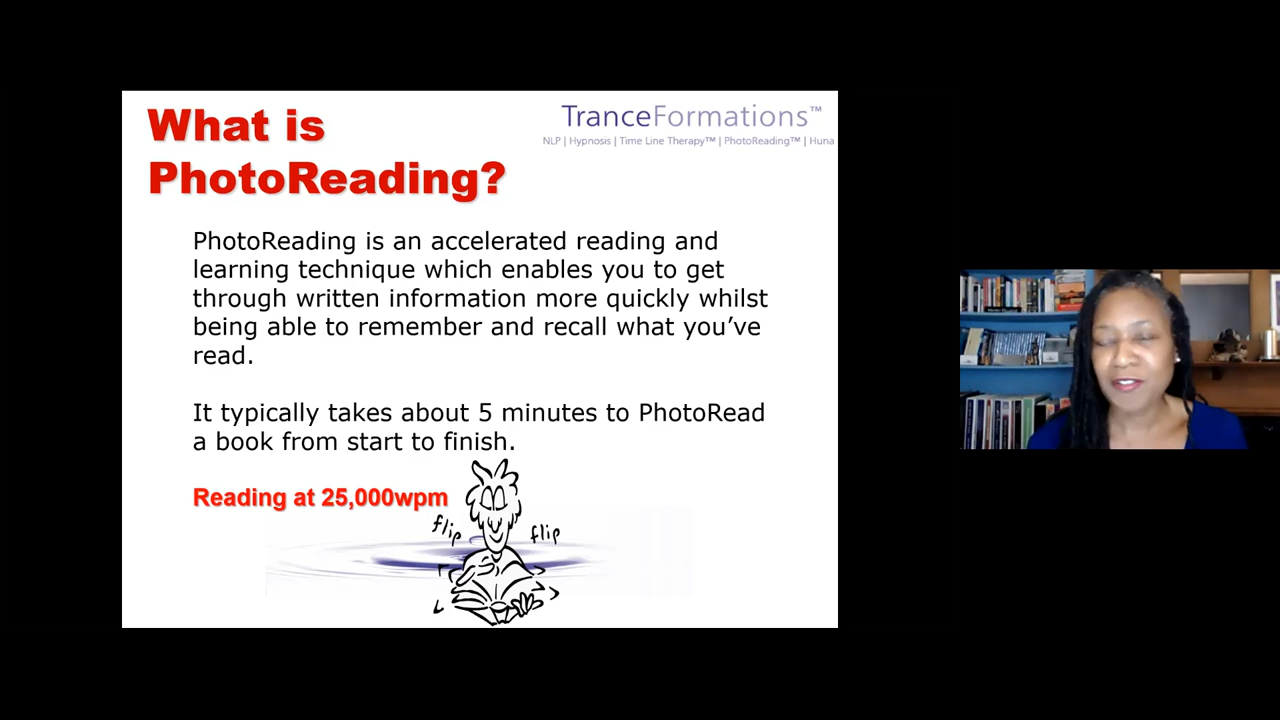 What is
PhotoReading?
TranceFormations™
NLP | Hypnosis | Time Line Therapy™ | PhotoReading™ | Huna
PhotoReading is an accelerated reading and
learning technique which enables you to get
through written information more quickly whilst
being able to remember and recall what you’ve
read.
It typically takes about 5 minutes to PhotoRead
a book from start to finish.
Reading at 25,000wpm
flip
flip